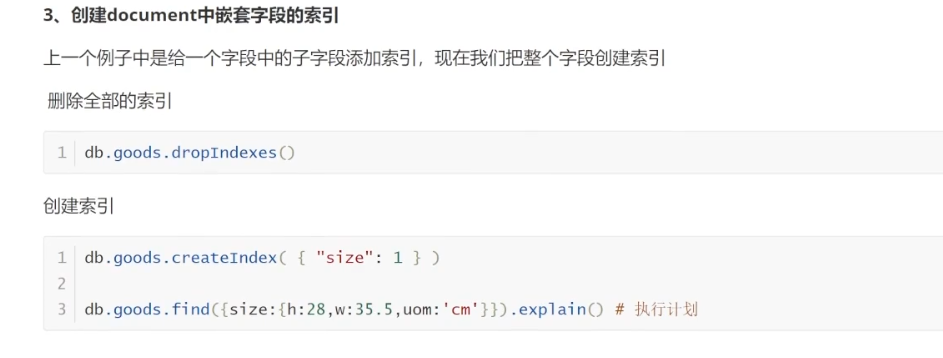 3、创建document中嵌套字段的索引
上一个例子中是给一个字段中的子字段添加索引，现在我们把整个字段创建索引
删除全部的索引
1 db.goods.dropIndexes()
创建索引
1 db.goods.createIndex( { "size": 1 } )
2
3 db.goods.find({size:{h:28,w:35.5,uom:'cm'}}).explain() # 执行计划